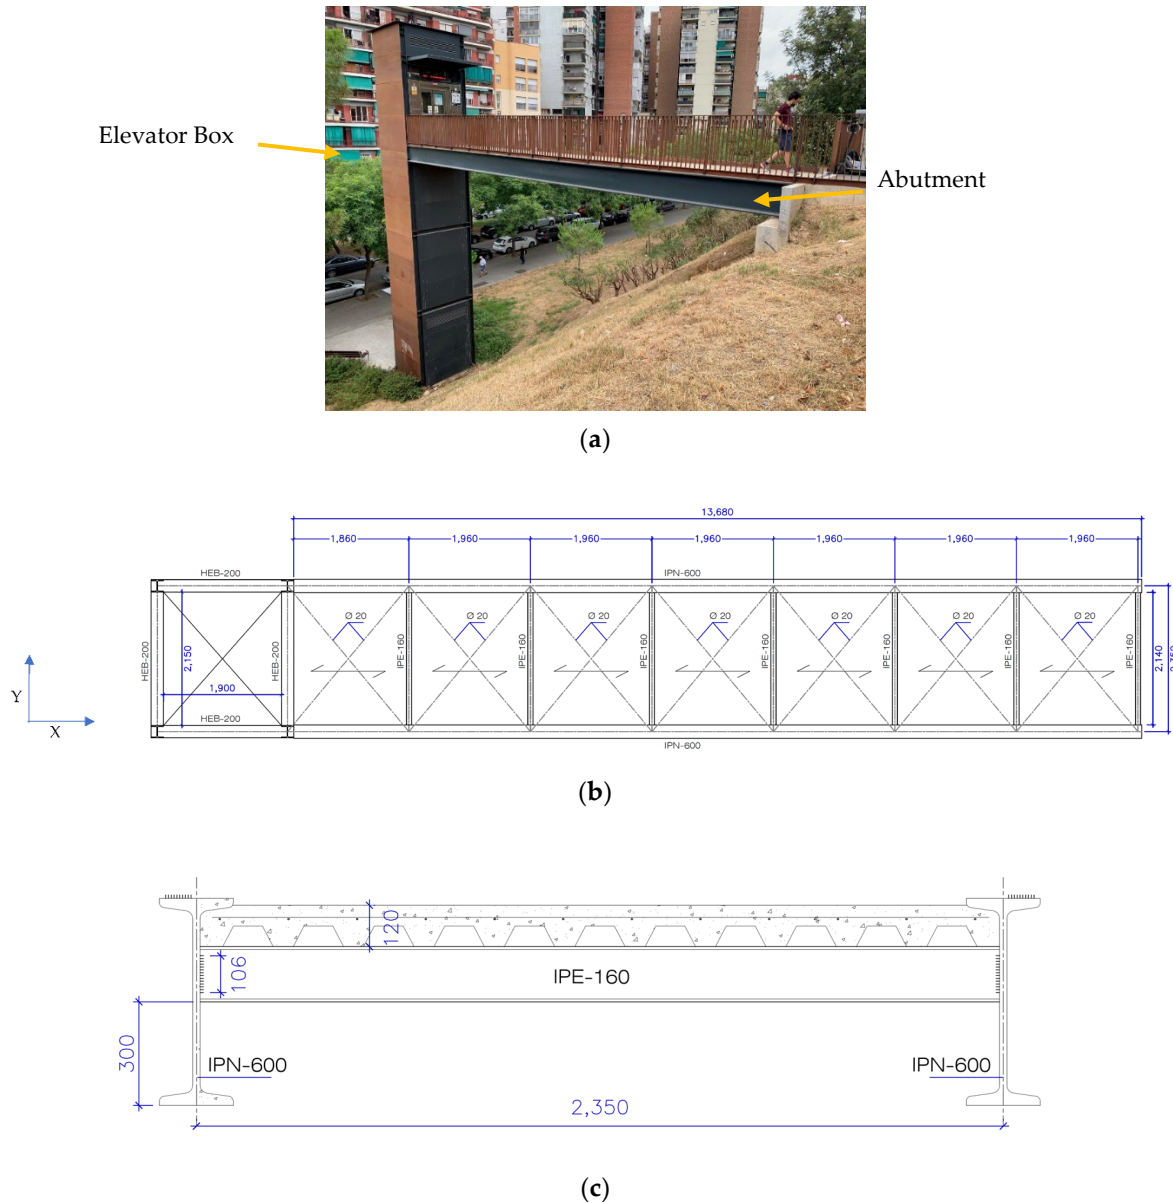 Elevator Box
Abutment
(a)
13,680
1,860 1,960 1,960 1,960 1,960 1,960 1,960
HEB-200 IPN-600
Ø 20 Ø 20 Ø 20 Ø 20 Ø 20 Ø 20 Ø 20
HEB-200 2,150 HEB-200 IPE-160 IPE-160 IPE-160 IPE-160 IPE-160 IPE-160 2,140 2,350
1,900
Y
X
HEB-200 IPN-600
(b)
120
106 IPE-160
300
IPN-600 IPN-600
2,350
(c)